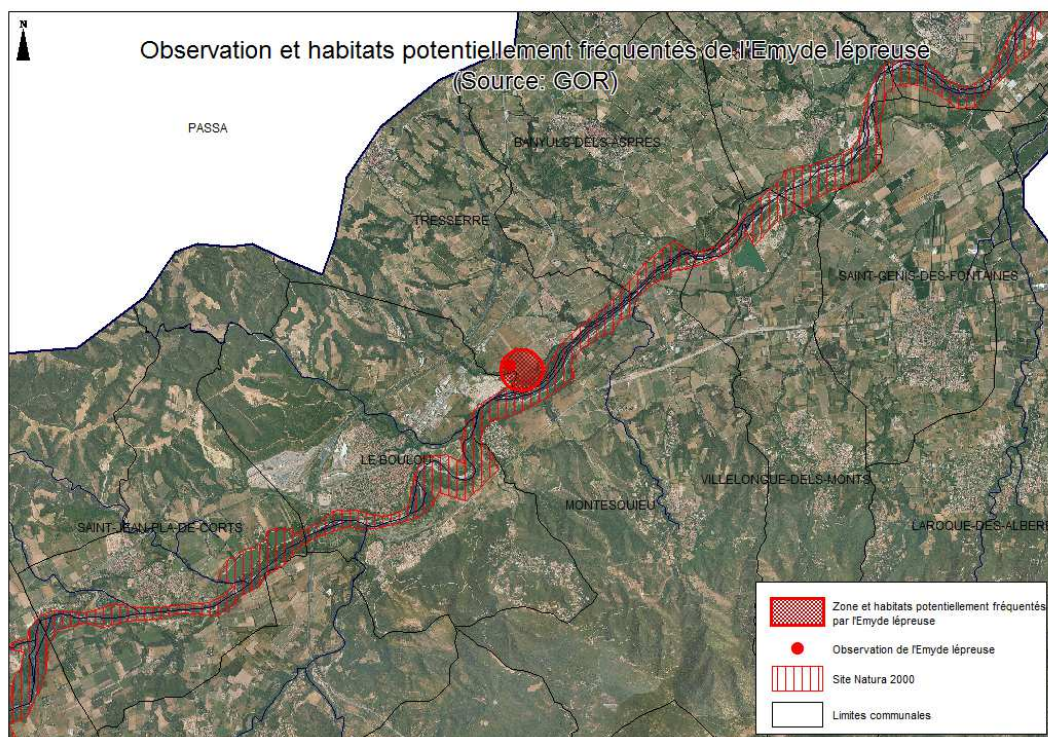 N
Observation et habitats potentiellement fréquentés de l'Emyde lépreuse
(Source: GOR)
PASSA
BANYULS-DELS-ASPRES
TRESSERRE
SAINT-GENIS-DES-FONTAINES
LE BOULOU
VILLELONGUE-DELS-MONTS
MONTESQUIEU
SAINT-JEAN-PLA-DE-CORTS
LAROQUE-DES-ALBERE
Zone et habitats potentiellement fréquentés
par l'Emyde lépreuse
Observation de l'Emyde lépreuse
Site Natura 2000
Limites communales